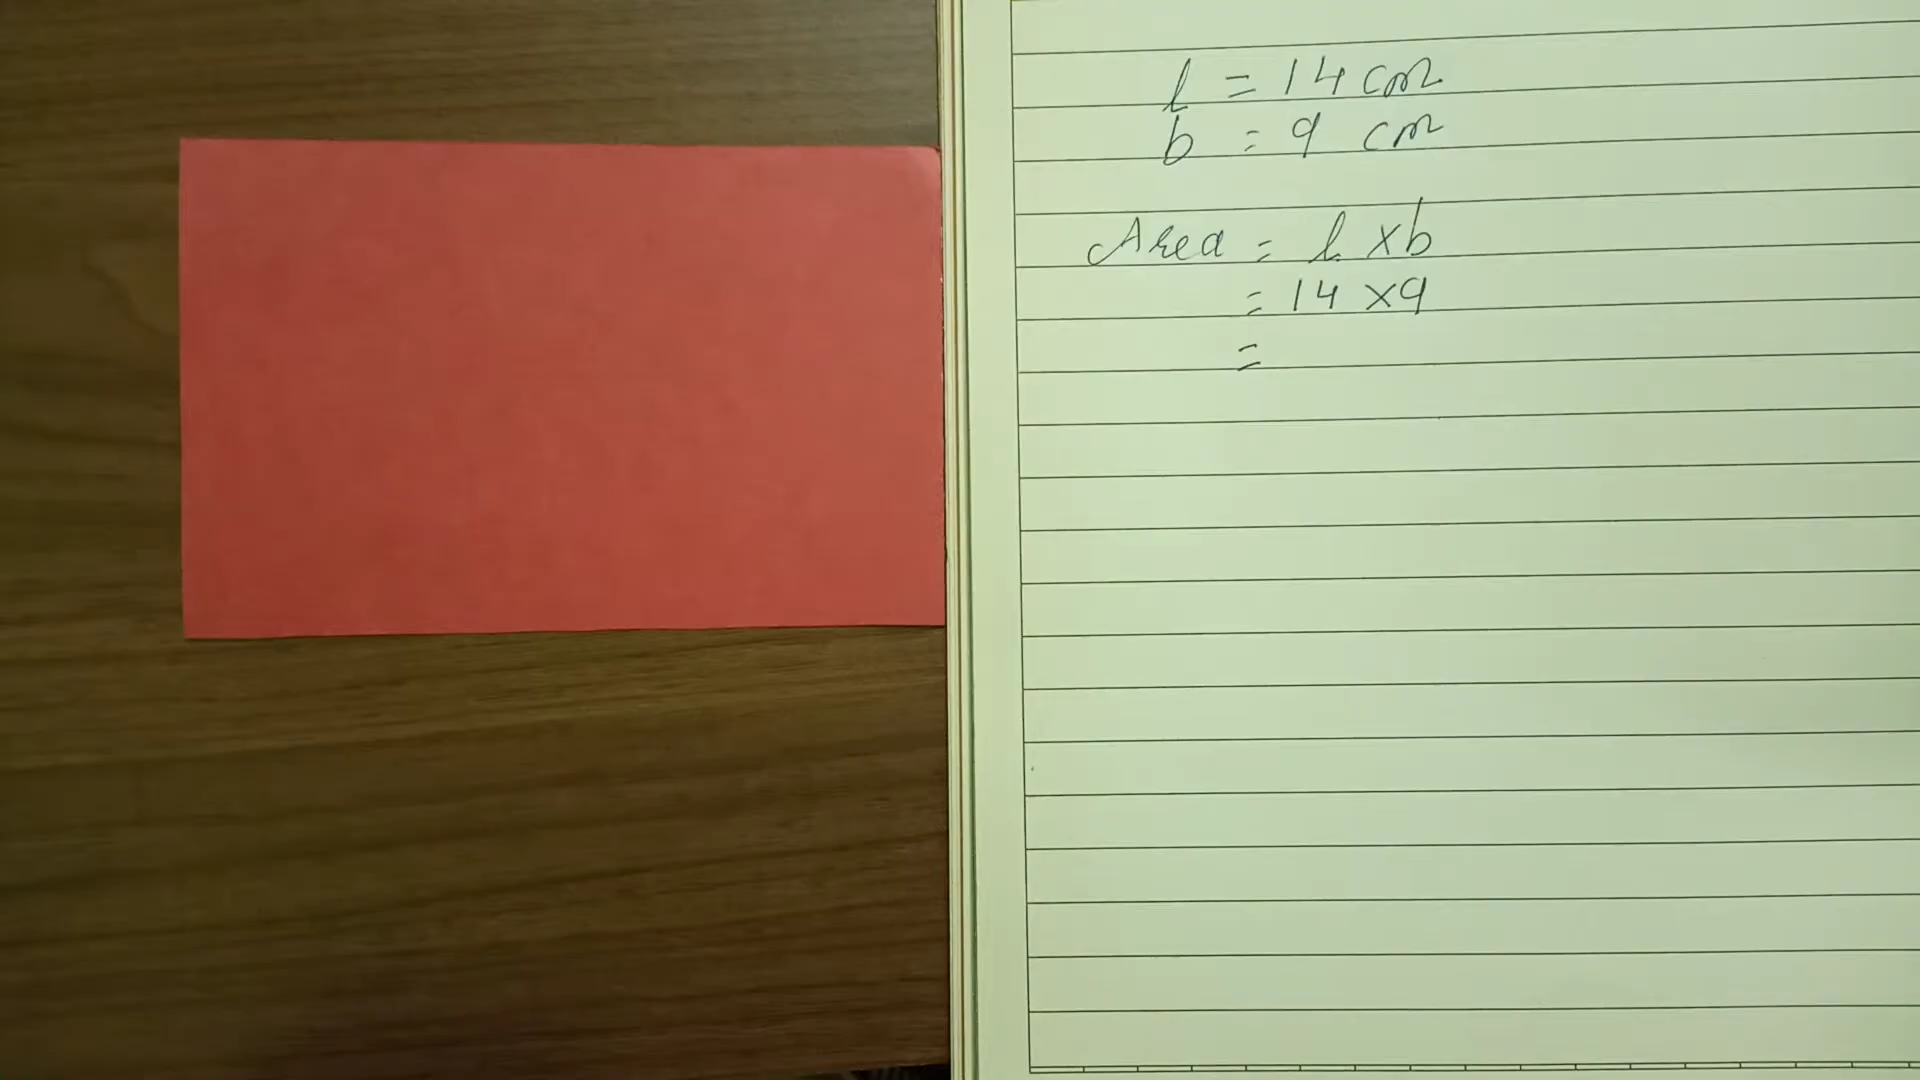 l = 14 cm
b = 9 cm
Area = l × b
= 14 × 9
=